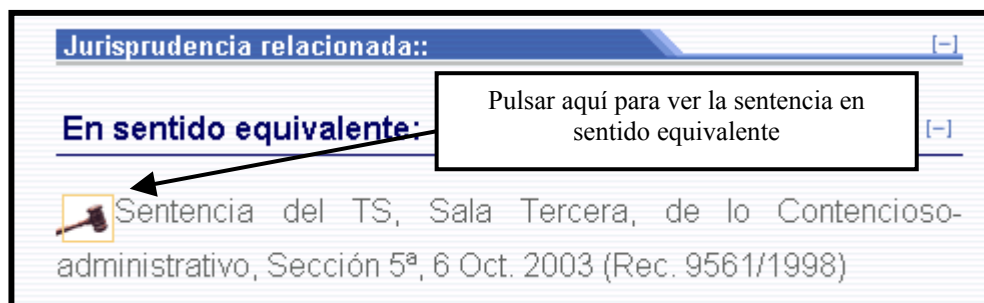 Jurisprudencia relacionada:: [–]
Pulsar aquí para ver la sentencia en
sentido equivalente
En sentido equivalente: [–]
Sentencia del TS, Sala Tercera, de lo Contencioso-
administrativo, Sección 5ª, 6 Oct. 2003 (Rec. 9561/1998)